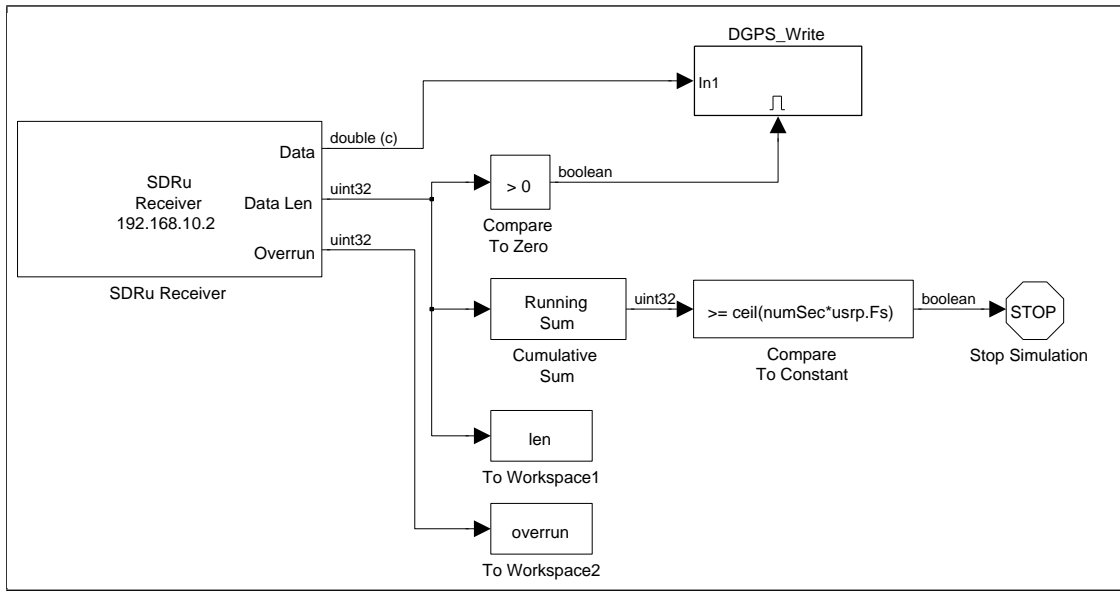 DGPS_Write
In1
double (c)
Data
SDRu
Receiver
192.168.10.2
uint32
Data Len
boolean
> 0
uint32
Overrun
Compare
To Zero
SDRu Receiver
Running
Sum
uint32
>= ceil(numSec*usrp.Fs)
boolean
STOP
Cumulative
Sum
Compare
To Constant
Stop Simulation
len
To Workspace1
overrun
To Workspace2